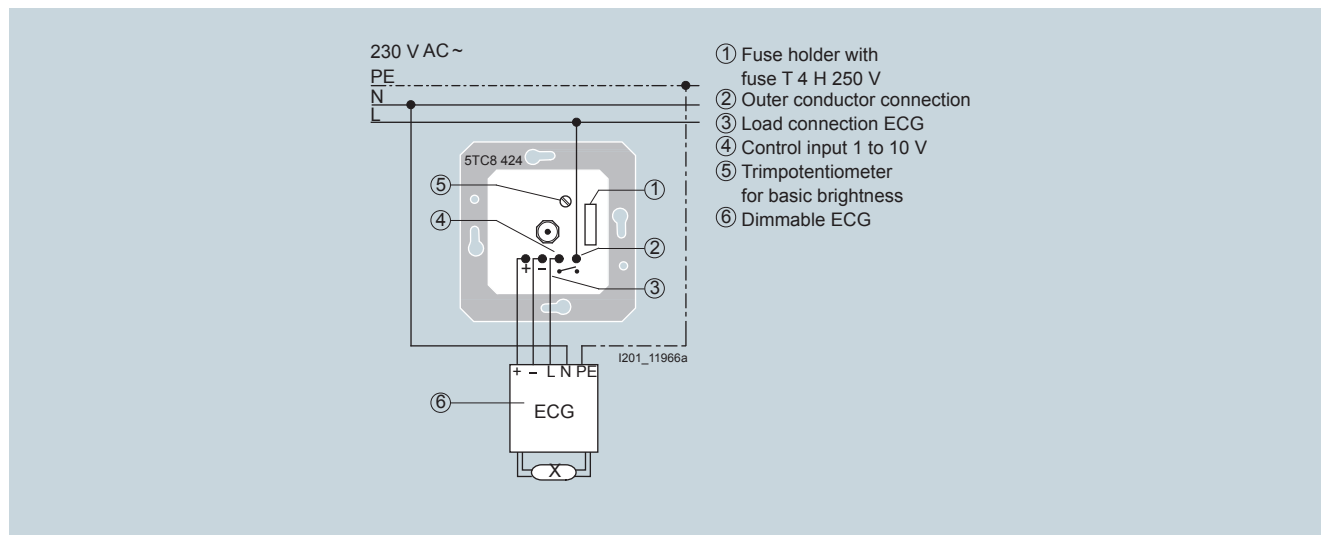 230 V AC ~
PE
N
L
5TC8 424
⑤
①
④
②
+ −
③
I201_11966a
+ − L N PE
⑥
ECG
X
① Fuse holder with
fuse T 4 H 250 V
② Outer conductor connection
③ Load connection ECG
④ Control input 1 to 10 V
⑤ Trimpotentiometer
for basic brightness
⑥ Dimmable ECG